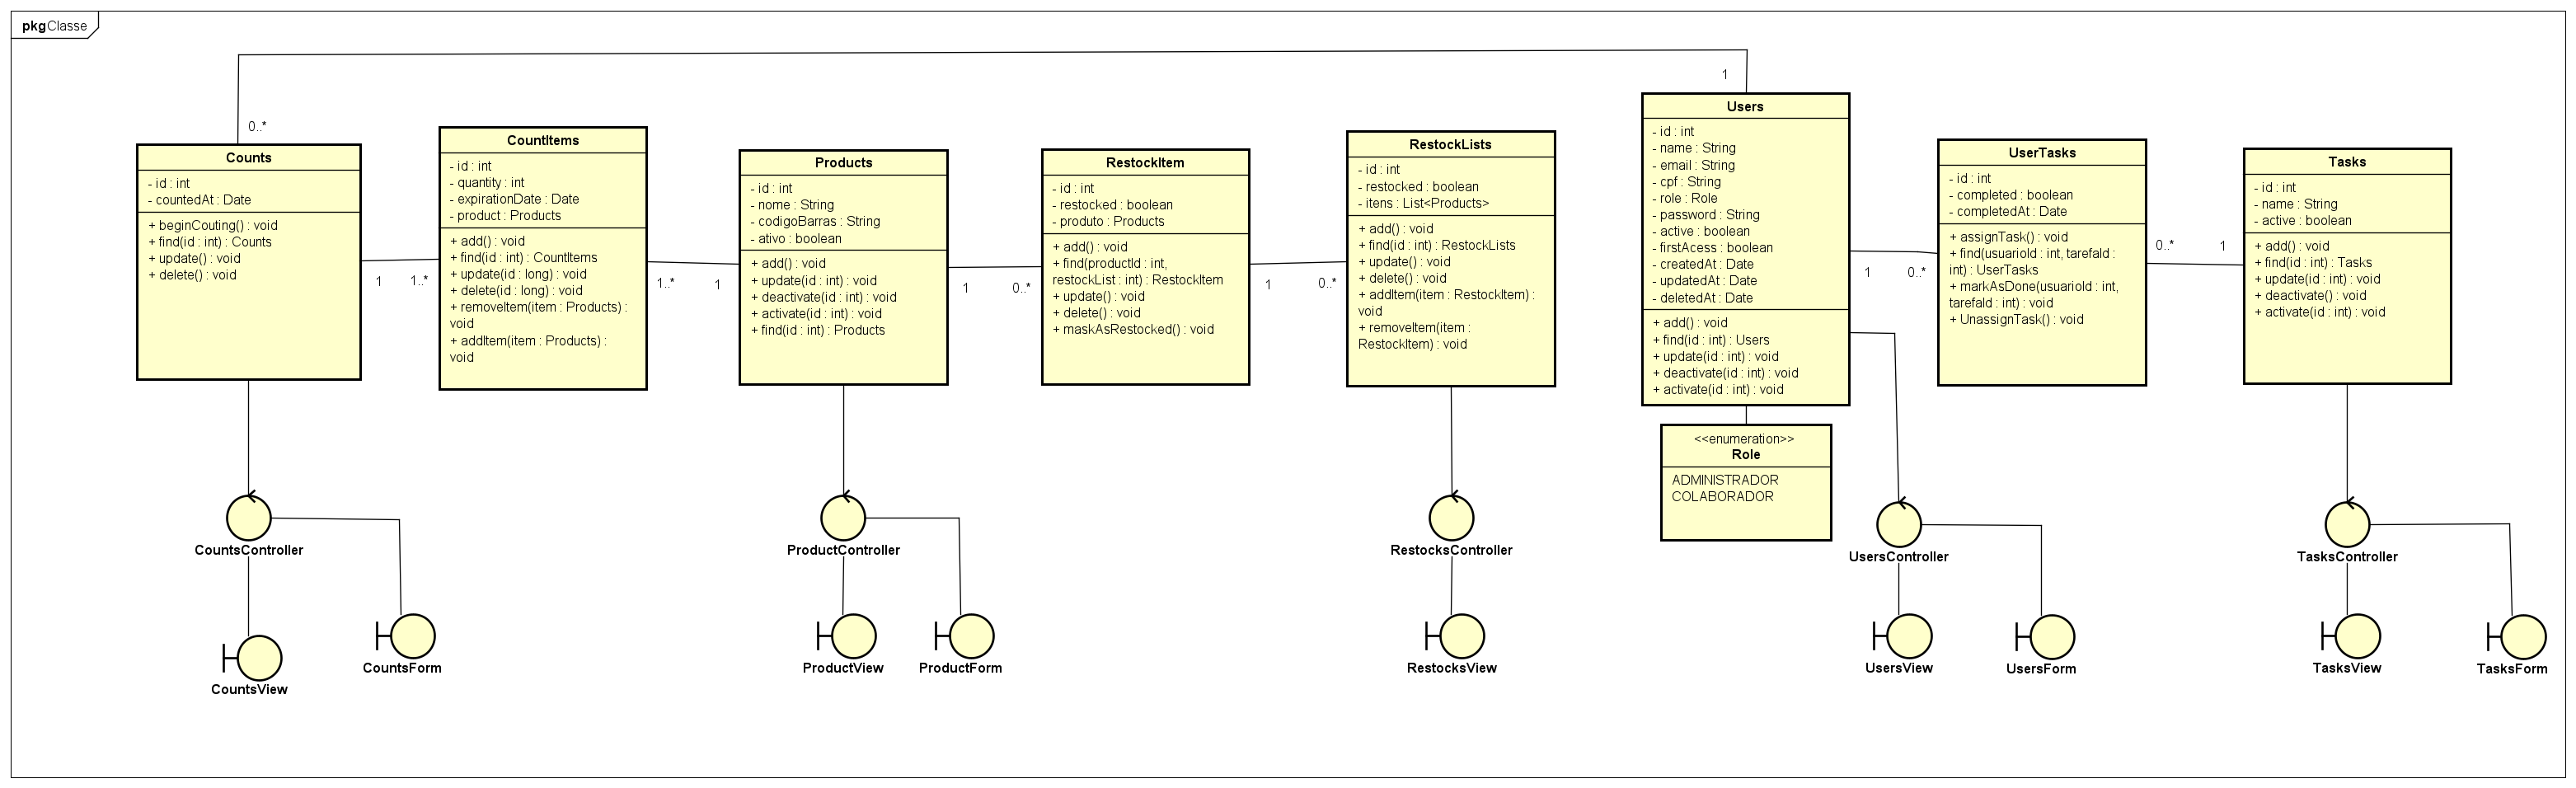 pkg Classe
1
0..*
Counts
- id : int
- countedAt : Date
+ beginCouting() : void
+ find(id : int) : Counts
+ update() : void
+ delete() : void
1
1..*
CountItems
- id : int
- quantity : int
- expirationDate : Date
- product : Products
+ add() : void
+ find(id : int) : CountItems
+ update(id : long) : void
+ delete(id : long) : void
+ removeItem(item : Products) :
void
+ addItem(item : Products) :
void
1..*
1
Products
- id : int
- nome : String
- codigoBarras : String
- ativo : boolean
+ add() : void
+ update(id : int) : void
+ deactivate(id : int) : void
+ activate(id : int) : void
+ find(id : int) : Products
1
0..*
RestockItem
- id : int
- restocked : boolean
- produto : Products
+ add() : void
+ find(productId : int,
restockList : int) : RestockItem
+ update() : void
+ delete() : void
+ maskAsRestocked() : void
1
0..*
RestockLists
- id : int
- restocked : boolean
- itens : List<Products>
+ add() : void
+ find(id : int) : RestockLists
+ update() : void
+ delete() : void
+ addItem(item : RestockItem) :
void
+ removeItem(item :
RestockItem) : void
Users
- id : int
- name : String
- email : String
- cpf : String
- role : Role
- password : String
- active : boolean
- firstAcess : boolean
- createdAt : Date
- updatedAt : Date
- deletedAt : Date
+ add() : void
+ find(id : int) : Users
+ update(id : int) : void
+ deactivate(id : int) : void
+ activate(id : int) : void
1
0..*
UserTasks
- id : int
- completed : boolean
- completedAt : Date
+ assignTask() : void
+ find(usuarioId : int, tarefaId :
int) : UserTasks
+ markAsDone(usuarioId : int,
tarefaId : int) : void
+ UnassignTask() : void
0..*
1
Tasks
- id : int
- name : String
- active : boolean
+ add() : void
+ find(id : int) : Tasks
+ update(id : int) : void
+ deactivate() : void
+ activate(id : int) : void
<<enumeration>>
Role
ADMINISTRADOR
COLABORADOR
CountsController
ProductController
RestocksController
UsersController
TasksController
CountsView
CountsForm
ProductView
ProductForm
RestocksView
UsersView
UsersForm
TasksView
TasksForm